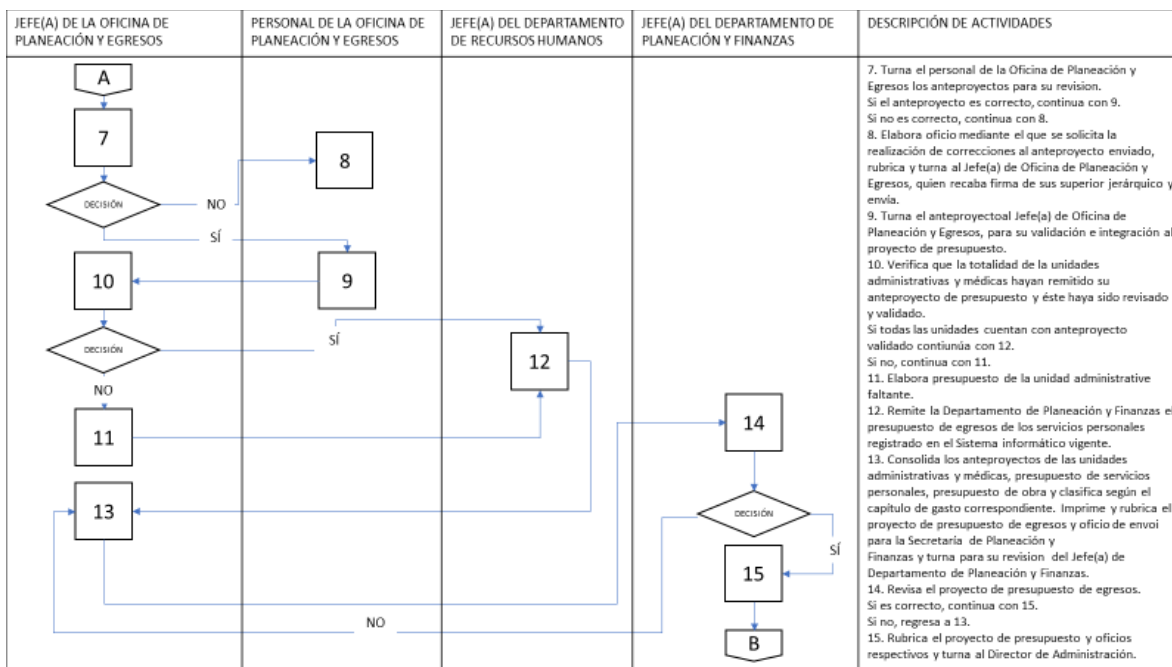 JEFE(A) DE LA OFICINA DE
PLANEACIÓN Y EGRESOS
PERSONAL DE LA OFICINA DE
PLANEACIÓN Y EGRESOS
JEFE(A) DEL DEPARTAMENTO
DE RECURSOS HUMANOS
JEFE(A) DEL DEPARTAMENTO DE
PLANEACIÓN Y FINANZAS
DESCRIPCIÓN DE ACTIVIDADES
A
7
DECISIÓN
NO
SÍ
8
9
10
DECISIÓN
SÍ
NO
11
12
13
14
DECISIÓN
SÍ
NO
15
B
7. Turna el personal de la Oficina de Planeación y
Egresos los anteproyectos para su revision.
Si el anteproyecto es correcto, continua con 9.
Si no es correcto, continua con 8.
8. Elabora oficio mediante el que se solicita la
realización de correcciones al anteproyecto enviado,
rubrica y turna al Jefe(a) de Oficina de Planeación y
Egresos, quien recaba firma de sus superior jerárquico y
envía.
9. Turna el anteproyectoal Jefe(a) de Oficina de
Planeación y Egresos, para su validación e integración al
proyecto de presupuesto.
10. Verifica que la totalidad de la unidades
administrativas y médicas hayan remitido su
anteproyecto de presupuesto y éste haya sido revisado
y validado.
Si todas las unidades cuentan con anteproyecto
validado contiunúa con 12.
Si no, continua con 11.
11. Elabora presupuesto de la unidad administrative
faltante.
12. Remite la Departamento de Planeación y Finanzas el
presupuesto de egresos de los servicios personales
registrado en el Sistema informático vigente.
13. Consolida los anteproyectos de las unidades
administrativas y médicas, presupuesto de servicios
personales, presupuesto de obra y clasifica según el
capítulo de gasto correspondiente. Imprime y rubrica el
proyecto de presupuesto de egresos y oficio de envoi
para la Secretaría de Planeación y
Finanzas y turna para su revision del Jefe(a) de
Departamento de Planeación y Finanzas.
14. Revisa el proyecto de presupuesto de egresos.
Si es correcto, continua con 15.
Si no, regresa a 13.
15. Rubrica el proyecto de presupuesto y oficios
respectivos y turna al Director de Administración.